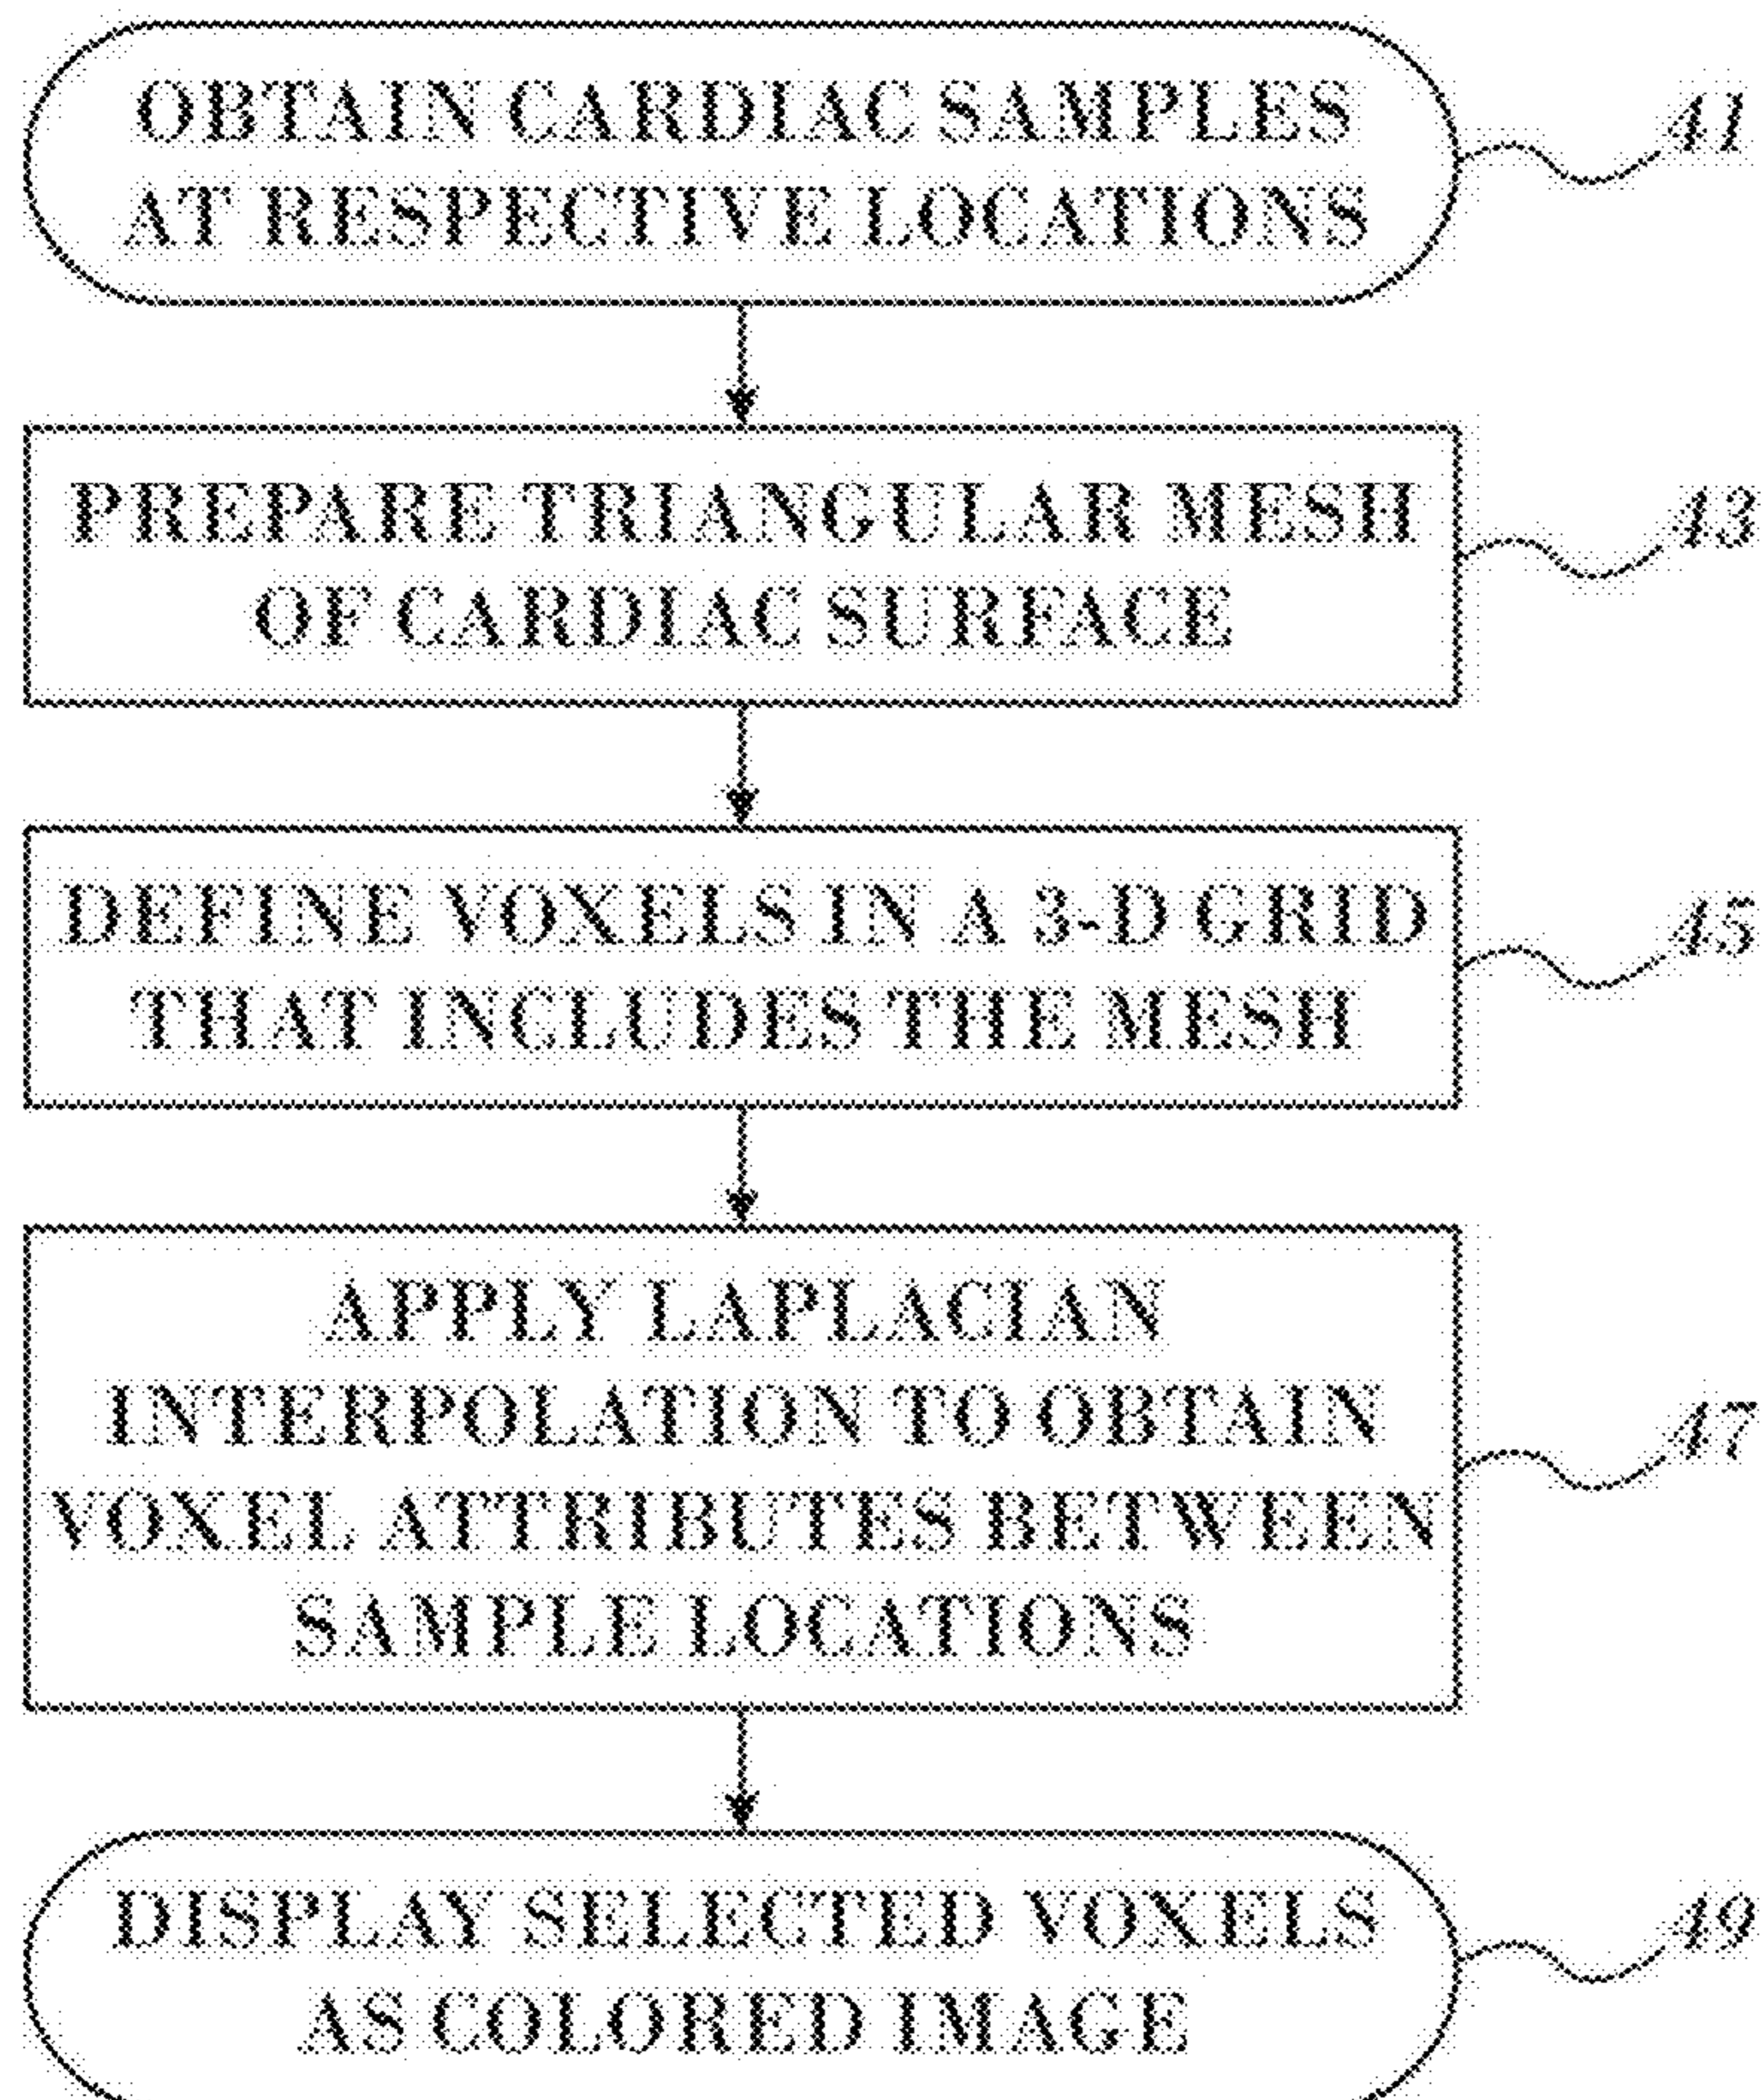 OBTAIN CARDIAC SAMPLES
AT RESPECTIVE LOCATIONS
41
PREPARE TRIANGULAR MESH
OF CARDIAC SURFACE
43
DEFINE VOXELS IN A 3-D GRID
THAT INCLUDES THE MESH
45
APPLY LAPLACIAN
INTERPOLATION TO OBTAIN
VOXEL ATTRIBUTES BETWEEN
SAMPLE LOCATIONS
47
DISPLAY SELECTED VOXELS
AS COLORED IMAGE
49